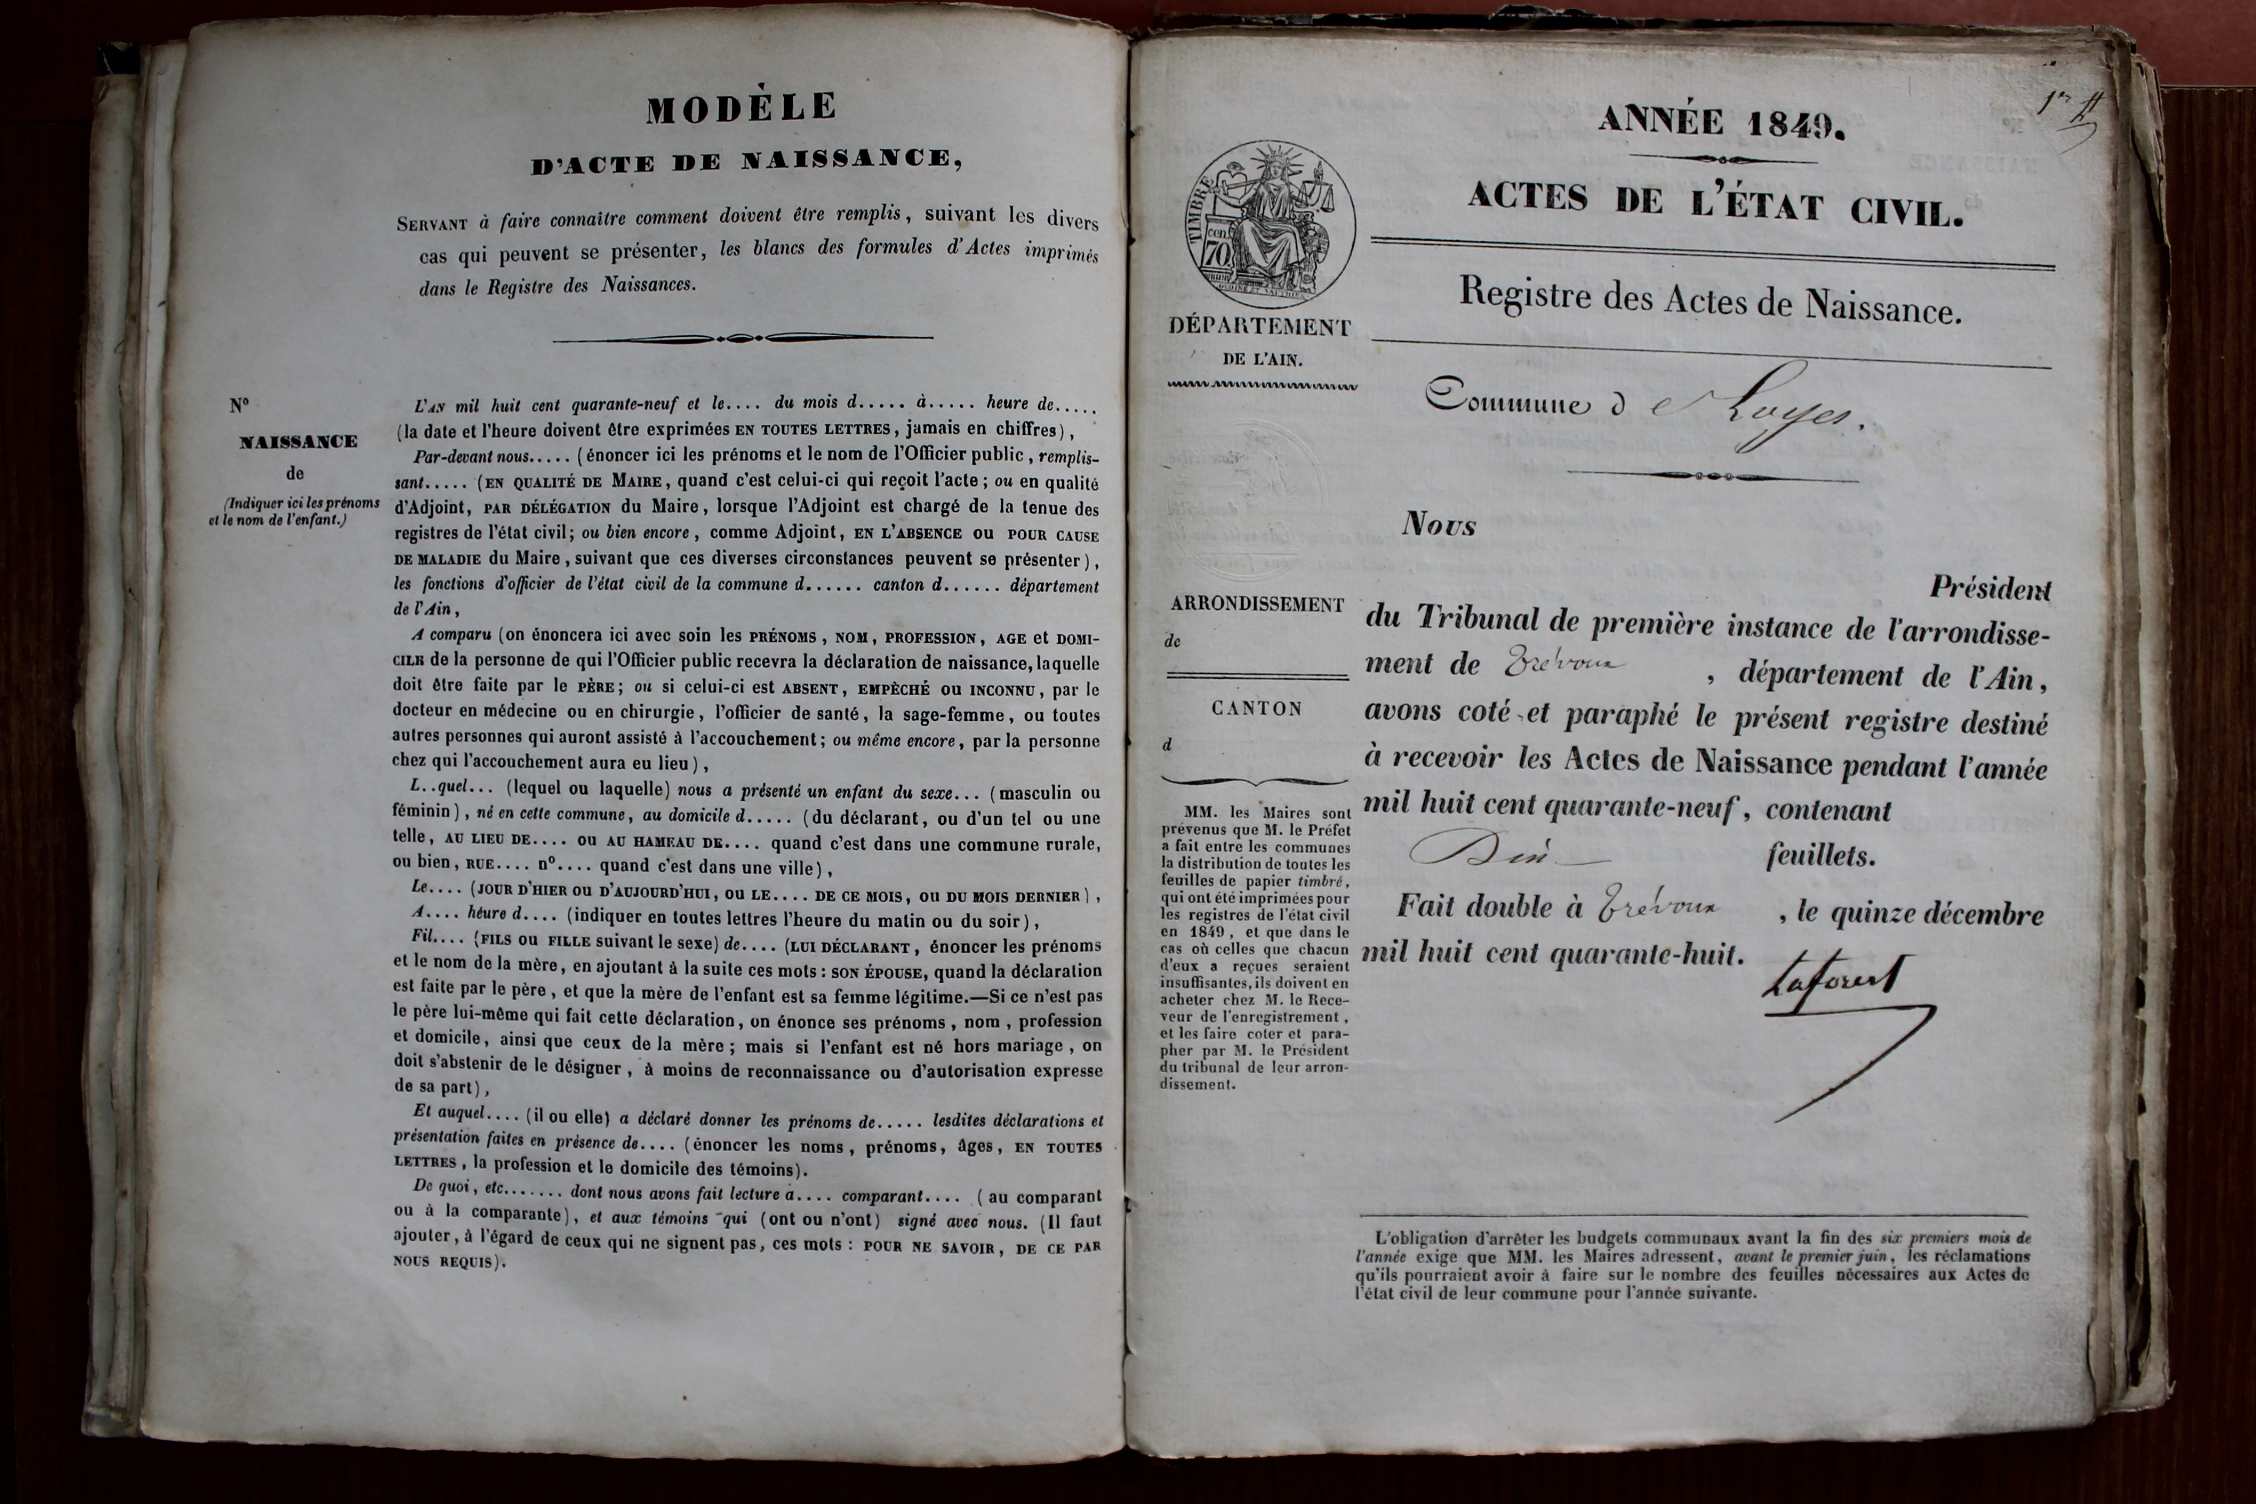 MODÈLE
D'ACTE DE NAISSANCE,
SERVANT à faire connaître comment doivent être remplis, suivant les divers
cas qui peuvent se présenter, les blancs des formules d'Actes imprimés
dans le Registre des Naissances.
N°
NAISSANCE
de
(Indiquer ici les prénoms
et le nom de l'enfant.)
L'AN mil huit cent quarante-neuf et le.... du mois d..... à..... heure de.....
(la date et l'heure doivent être exprimées EN TOUTES LETTRES, jamais en chiffres),
Par-devant nous..... (énoncer ici les prénoms et le nom de l'Officier public, remplis-
sant..... (EN QUALITÉ DE MAIRE, quand c'est celui-ci qui reçoit l'acte; ou en qualité
d'Adjoint, PAR DÉLÉGATION du Maire, lorsque l'Adjoint est chargé de la tenue des
registres de l'état civil; ou bien encore, comme Adjoint, EN L'ABSENCE ou POUR CAUSE
DE MALADIE du Maire, suivant que ces diverses circonstances peuvent se présenter),
les fonctions d'officier de l'état civil de la commune d...... canton d...... département
de l'Ain,
A comparu (on énoncera ici avec soin les PRÉNOMS, NOM, PROFESSION, AGE et DOMI-
CILE de la personne de qui l'Officier public recevra la déclaration de naissance, laquelle
doit être faite par le PÈRE; ou si celui-ci est ABSENT, EMPÊCHÉ OU INCONNU, par le
docteur en médecine ou en chirurgie, l'officier de santé, la sage-femme, ou toutes
autres personnes qui auront assisté à l'accouchement; ou même encore, par la personne
chez qui l'accouchement aura eu lieu),
L..quel... (lequel ou laquelle) nous a présenté un enfant du sexe... (masculin ou
féminin), né en cette commune, au domicile d..... (du déclarant, ou d'un tel ou une
telle, AU LIEU DE.... OU AU HAMEAU DE.... quand c'est dans une commune rurale,
ou bien, RUE.... n°.... quand c'est dans une ville),
Le.... (JOUR D'HIER OU D'AUJOURD'HUI, OU LE.... DE CE MOIS, OU DU MOIS DERNIER),
A.... heure d.... (indiquer en toutes lettres l'heure du matin ou du soir),
Fil.... (FILS OU FILLE suivant le sexe) de.... (LUI DÉCLARANT, énoncer les prénoms
et le nom de la mère, en ajoutant à la suite ces mots : SON ÉPOUSE, quand la déclaration
est faite par le père, et que la mère de l'enfant est sa femme légitime.—Si ce n'est pas
le père lui-même qui fait cette déclaration, on énonce ses prénoms, nom, profession
et domicile, ainsi que ceux de la mère; mais si l'enfant est né hors mariage, on
doit s'abstenir de le désigner, à moins de reconnaissance ou d'autorisation expresse
de sa part),
Et auquel.... (il ou elle) a déclaré donner les prénoms de..... lesdites déclarations et
présentation faites en présence de.... (énoncer les noms, prénoms, âges, EN TOUTES
LETTRES, la profession et le domicile des témoins).
De quoi, etc....... dont nous avons fait lecture a.... comparant.... (au comparant
ou à la comparante), et aux témoins qui (ont ou n'ont) signé avec nous. (Il faut
ajouter, à l'égard de ceux qui ne signent pas, ces mots : POUR NE SAVOIR, DE CE PAR
NOUS REQUIS).
1er
ANNÉE 1849.
ACTES DE L'ÉTAT CIVIL.
Registre des Actes de Naissance.
TIMBRE
cen.
70
DÉPARTEMENT
DE L'AIN.
Commune d e Loyes.
ARRONDISSEMENT
de
CANTON
d
MM. les Maires sont
prévenus que M. le Préfet
a fait entre les communes
la distribution de toutes les
feuilles de papier timbré,
qui ont été imprimées pour
les registres de l'état civil
en 1849, et que dans le
cas où celles que chacun
d'eux a reçues seraient
insuffisantes, ils doivent en
acheter chez M. le Rece-
veur de l'enregistrement,
et les faire coter et para-
pher par M. le Président
du tribunal de leur arron-
dissement.
Nous
Président
du Tribunal de première instance de l'arrondisse-
ment de Trévoux, département de l'Ain,
avons coté et paraphé le présent registre destiné
à recevoir les Actes de Naissance pendant l'année
mil huit cent quarante-neuf, contenant
feuillets.
Fait double à Trévoux, le quinze décembre
mil huit cent quarante-huit.
Laforest
L'obligation d'arrêter les budgets communaux avant la fin des six premiers mois de
l'année exige que MM. les Maires adressent, avant le premier juin, les réclamations
qu'ils pourraient avoir à faire sur le nombre des feuilles nécessaires aux Actes de
l'état civil de leur commune pour l'année suivante.